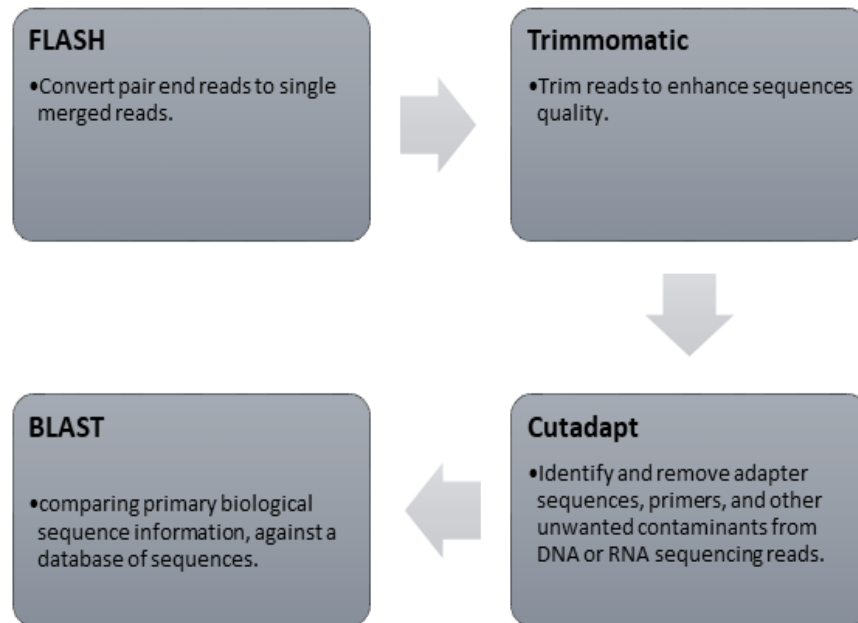 FLASH
•Convert pair end reads to single
merged reads.
Trimmomatic
•Trim reads to enhance sequences
quality.
Cutadapt
•Identify and remove adapter
sequences, primers, and other
unwanted contaminants from
DNA or RNA sequencing reads.
BLAST
•comparing primary biological
sequence information, against a
database of sequences.